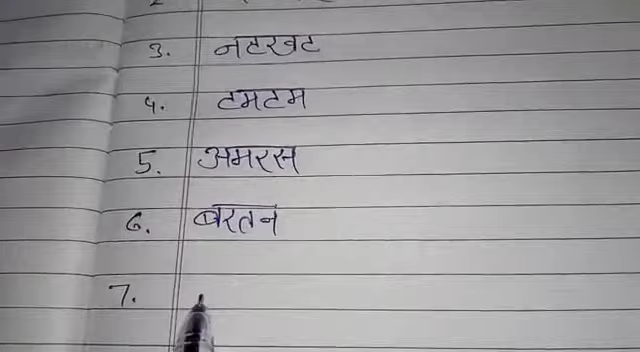 3. नटखट
4. टमटम
5. अमरस
6. बरतन
7.